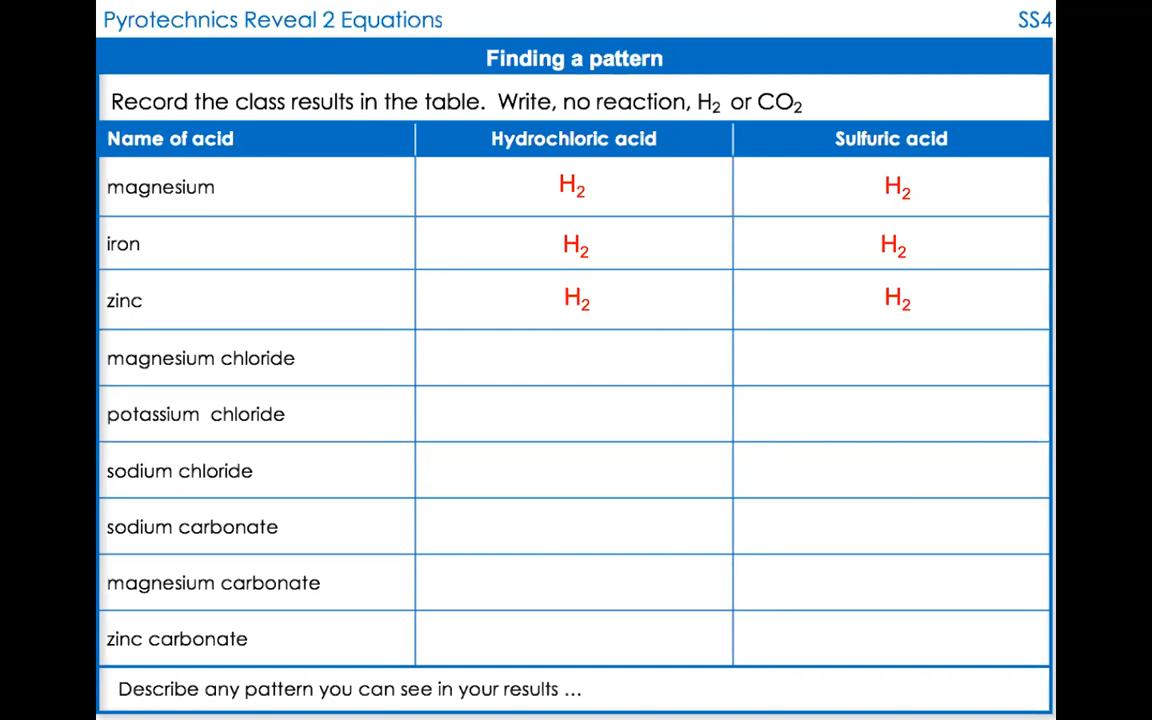 Pyrotechnics Reveal 2 Equations SS4
Finding a pattern
Record the class results in the table. Write, no reaction, H₂ or CO₂
Name of acid Hydrochloric acid Sulfuric acid
magnesium H₂ H₂
iron H₂ H₂
zinc H₂ H₂
magnesium chloride
potassium chloride
sodium chloride
sodium carbonate
magnesium carbonate
zinc carbonate
Describe any pattern you can see in your results ...